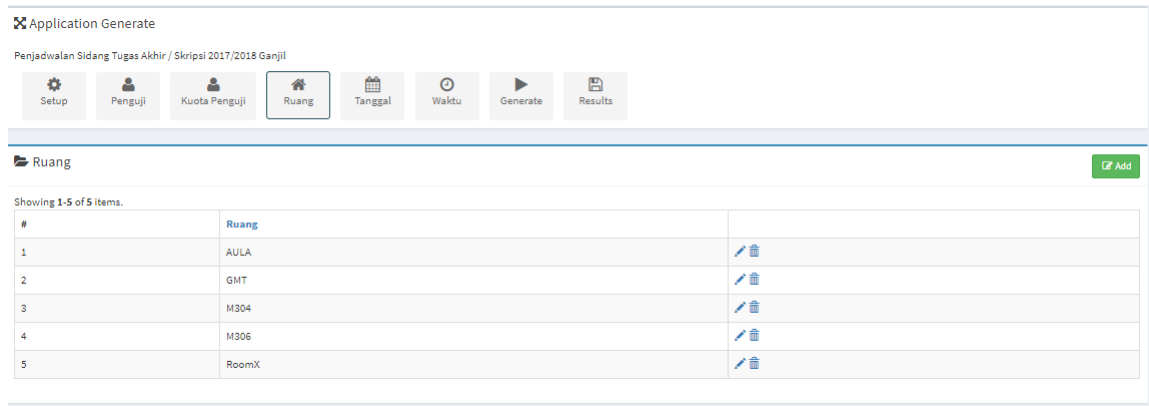 Application Generate
Penjadwalan Sidang Tugas Akhir / Skripsi 2017/2018 Ganjil
Setup Penguji Kuota Penguji Ruang Tanggal Waktu Generate Results
Ruang
Add
Showing 1-5 of 5 items.
# Ruang
1 AULA
2 GMT
3 M304
4 M306
5 RoomX